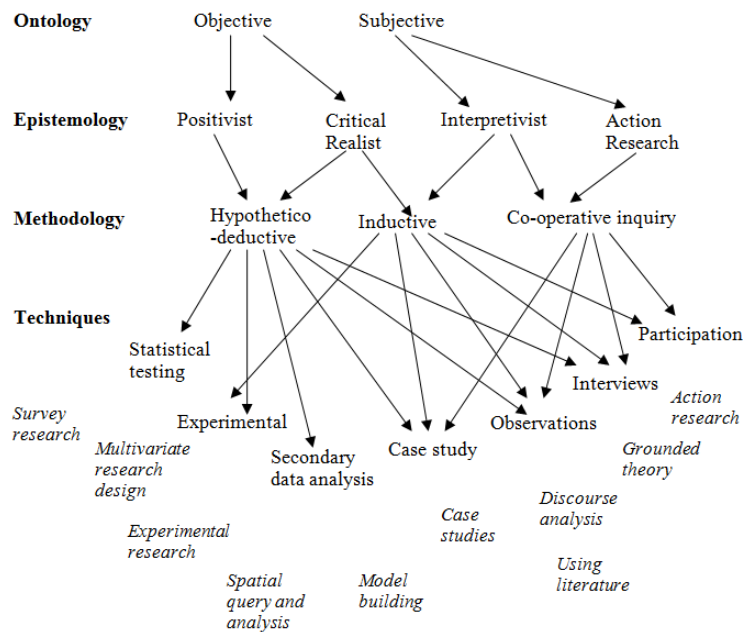 Ontology
Objective
Subjective
Epistemology
Positivist
Critical
Realist
Interpretivist
Action
Research
Methodology
Hypothetico
-deductive
Inductive
Co-operative inquiry
Techniques
Statistical
testing
Participation
Interviews
Experimental
Secondary
data analysis
Case study
Observations
Survey
research
Multivariate
research
design
Experimental
research
Spatial
query and
analysis
Model
building
Case
studies
Discourse
analysis
Using
literature
Grounded
theory
Action
research